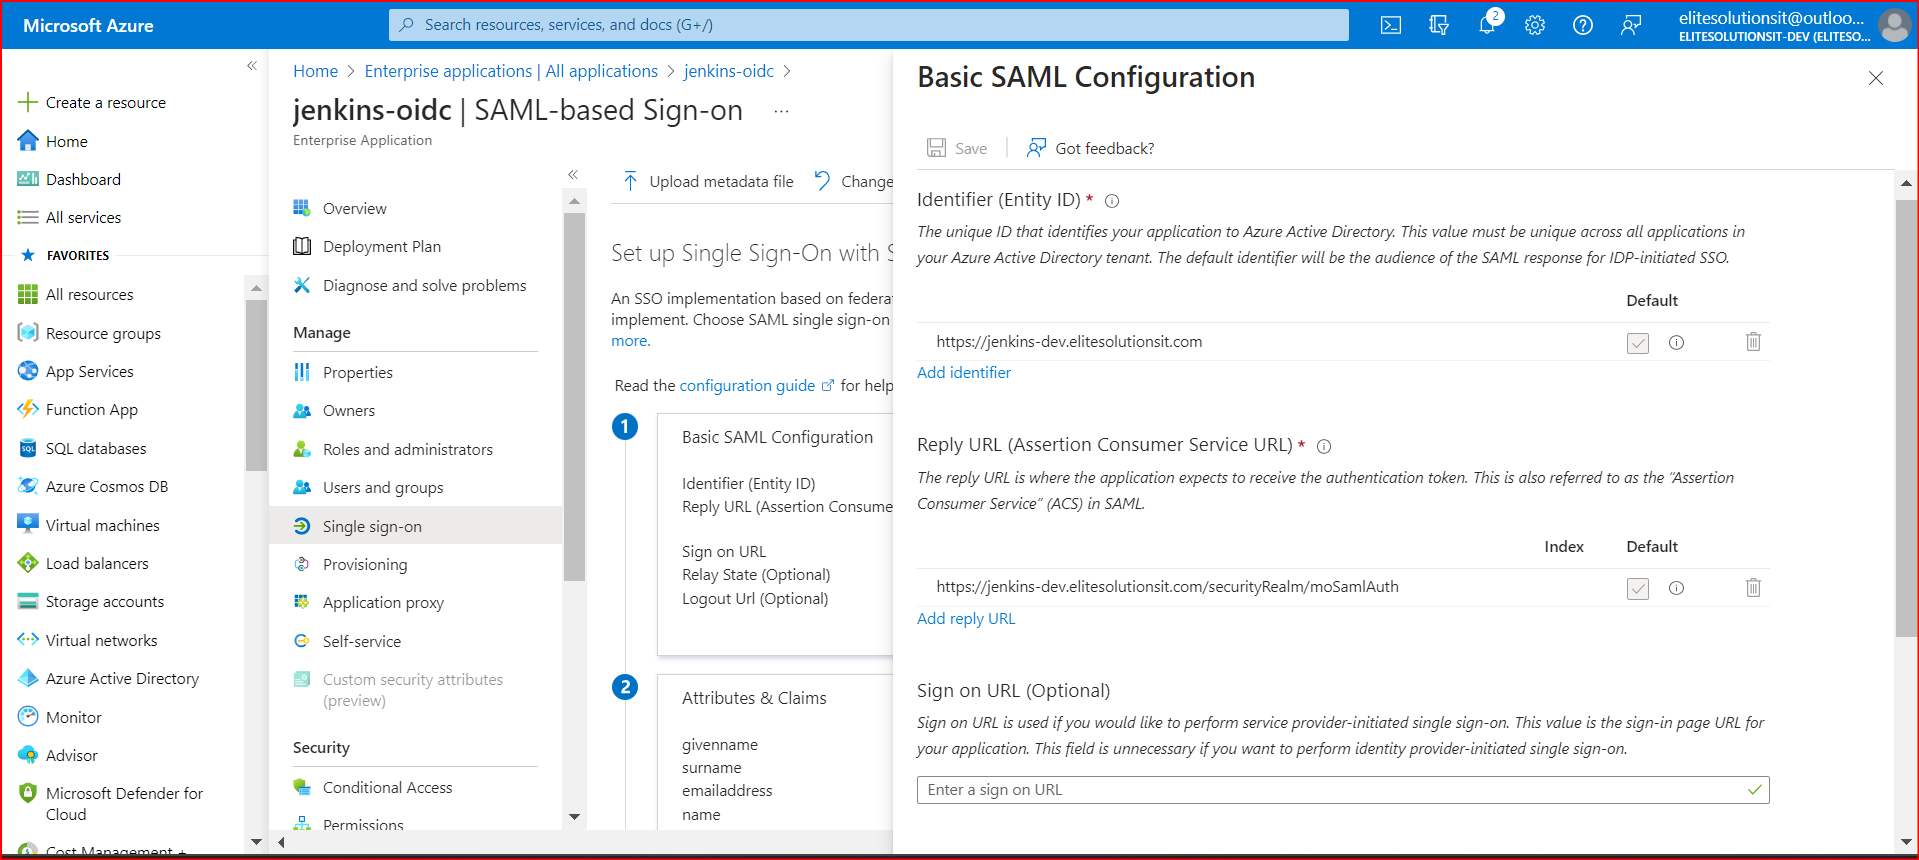 Microsoft Azure
Search resources, services, and docs (G+/)
2
elitesolutionsit@outloo...
ELITESOLUTIONSIT-DEV (ELITESO...
Create a resource
Home
Dashboard
All services
FAVORITES
All resources
Resource groups
App Services
Function App
SQL databases
Azure Cosmos DB
Virtual machines
Load balancers
Storage accounts
Virtual networks
Azure Active Directory
Monitor
Advisor
Microsoft Defender for
Cloud
Cost Management +
Home > Enterprise applications | All applications > jenkins-oidc >
jenkins-oidc | SAML-based Sign-on ...
Enterprise Application
Overview
Deployment Plan
Diagnose and solve problems
Manage
Properties
Owners
Roles and administrators
Users and groups
Single sign-on
Provisioning
Application proxy
Self-service
Custom security attributes
(preview)
Security
Conditional Access
Permissions
Upload metadata file
Change
Set up Single Sign-On with S
An SSO implementation based on federa
implement. Choose SAML single sign-on
more.
Read the configuration guide for help
1
Basic SAML Configuration
Identifier (Entity ID)
Reply URL (Assertion Consume
Sign on URL
Relay State (Optional)
Logout Url (Optional)
2
Attributes & Claims
givenname
surname
emailaddress
name
Basic SAML Configuration
Save
Got feedback?
Identifier (Entity ID) *
The unique ID that identifies your application to Azure Active Directory. This value must be unique across all applications in
your Azure Active Directory tenant. The default identifier will be the audience of the SAML response for IDP-initiated SSO.
Default
https://jenkins-dev.elitesolutionsit.com
Add identifier
Reply URL (Assertion Consumer Service URL) *
The reply URL is where the application expects to receive the authentication token. This is also referred to as the “Assertion
Consumer Service” (ACS) in SAML.
Index Default
https://jenkins-dev.elitesolutionsit.com/securityRealm/moSamlAuth
Add reply URL
Sign on URL (Optional)
Sign on URL is used if you would like to perform service provider-initiated single sign-on. This value is the sign-in page URL for
your application. This field is unnecessary if you want to perform identity provider-initiated single sign-on.
Enter a sign on URL